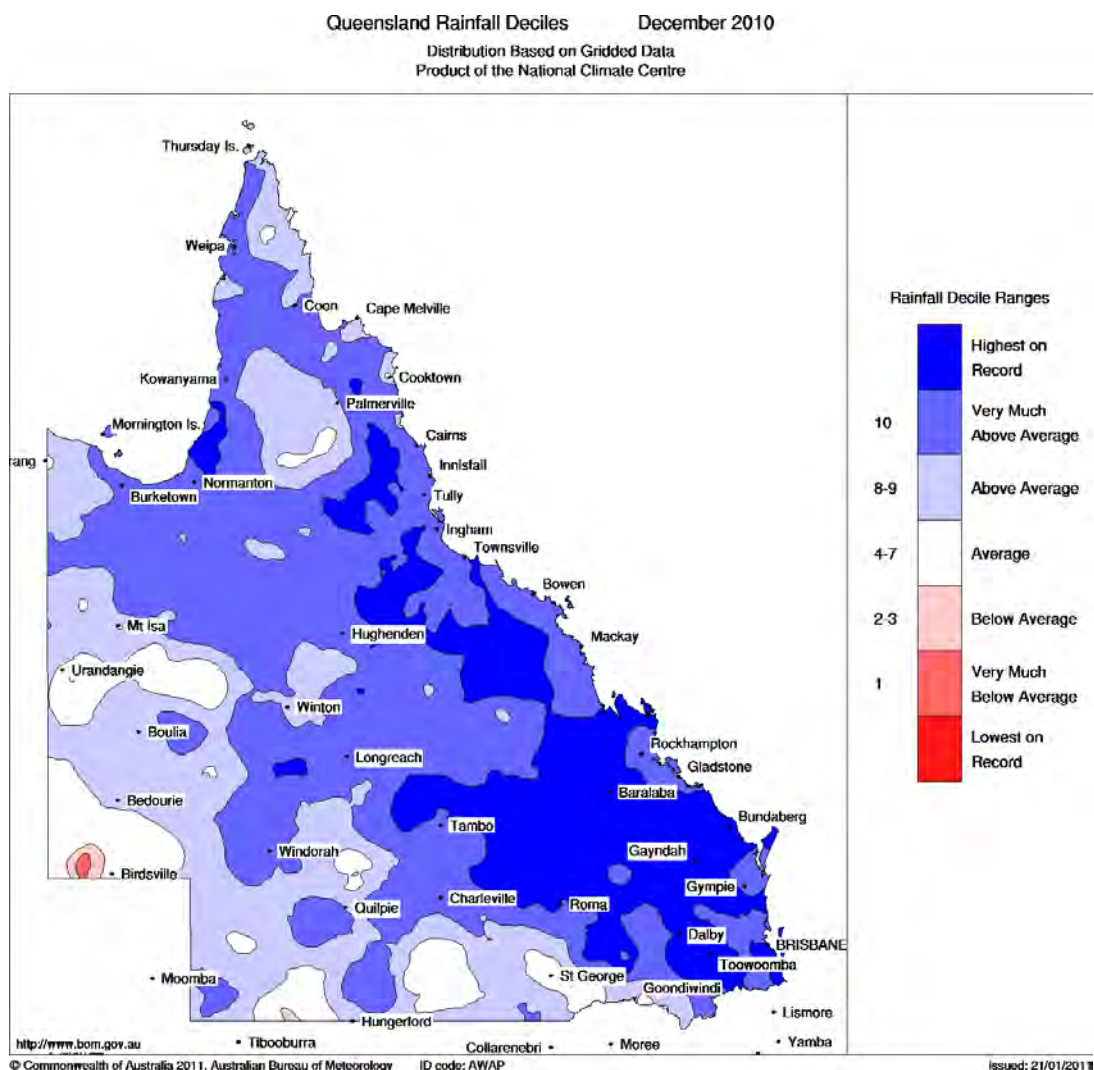 Queensland Rainfall Deciles December 2010
Distribution Based on Gridded Data
Product of the National Climate Centre
Thursday Is.
Weipa
Coen
Cape Melville
Kowanyama
Cooktown
Palmerville
Mornington Is.
Cairns
rang
Innisfail
Normanton
Burketown
Tully
Ingham
Townsville
Bowen
Mt Isa
Hughenden
Mackay
Urandangie
Winton
Boulia
Rockhampton
Longreach
Gladstone
Baralaba
Bedourie
Tambo
Bundaberg
Windorah
Gayndah
Birdsville
Gympie
Charleville
Roma
Quilpie
Dalby
BRISBANE
Toowoomba
Moomba
St George
Goondiwindi
Lismore
Hungerford
http://www.bom.gov.au
Tibooburra
Collarenebri
Moree
Yamba
Rainfall Decile Ranges
Highest on
Record
10
Very Much
Above Average
8-9
Above Average
4-7
Average
2-3
Below Average
1
Very Much
Below Average
Lowest on
Record
© Commonwealth of Australia 2011, Australian Bureau of Meteorology ID code: AWAP Issued: 21/01/2011